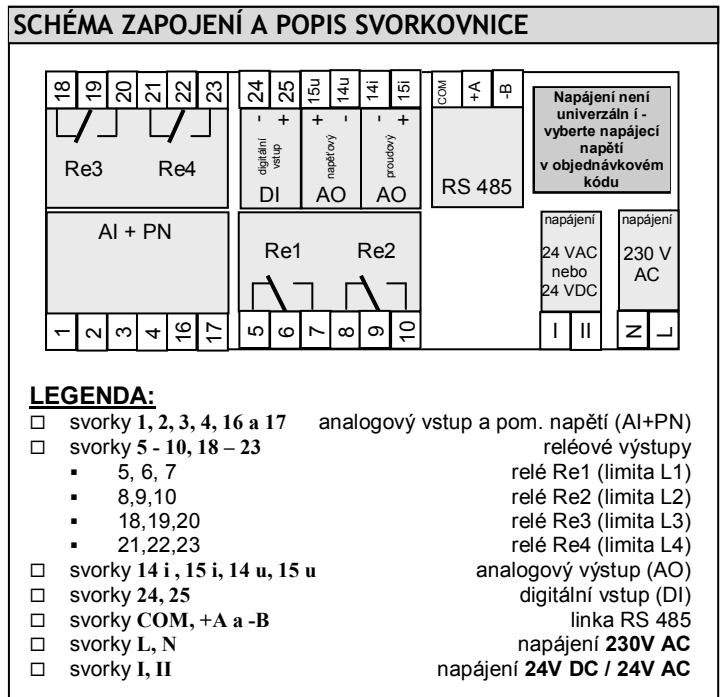 SCHÉMA ZAPOJENÍ A POPIS SVORKOVNICE
18 19 20 21 22 23 24 25 15u 14u 14i 15i COM +A -B
- + + - - +
Re3 Re4
digitální vstup
DI
napěťový
AO
proudový
AO
RS 485
Napájení není
univerzáln í -
vyberte napájecí
napětí
v objednávkovém
kódu
AI + PN
Re1 Re2
napájení
24 VAC
nebo
24 VDC
napájení
230 V
AC
1 2 3 4 16 17 5 6 7 8 9 10 I II N L
LEGENDA:
□ svorky 1, 2, 3, 4, 16 a 17 analogový vstup a pom. napětí (AI+PN)
□ svorky 5 - 10, 18 – 23 reléové výstupy
▪ 5, 6, 7 relé Re1 (limita L1)
▪ 8,9,10 relé Re2 (limita L2)
▪ 18,19,20 relé Re3 (limita L3)
▪ 21,22,23 relé Re4 (limita L4)
□ svorky 14 i , 15 i, 14 u, 15 u analogový výstup (AO)
□ svorky 24, 25 digitální vstup (DI)
□ svorky COM, +A a -B linka RS 485
□ svorky L, N napájení 230V AC
□ svorky I, II napájení 24V DC / 24V AC